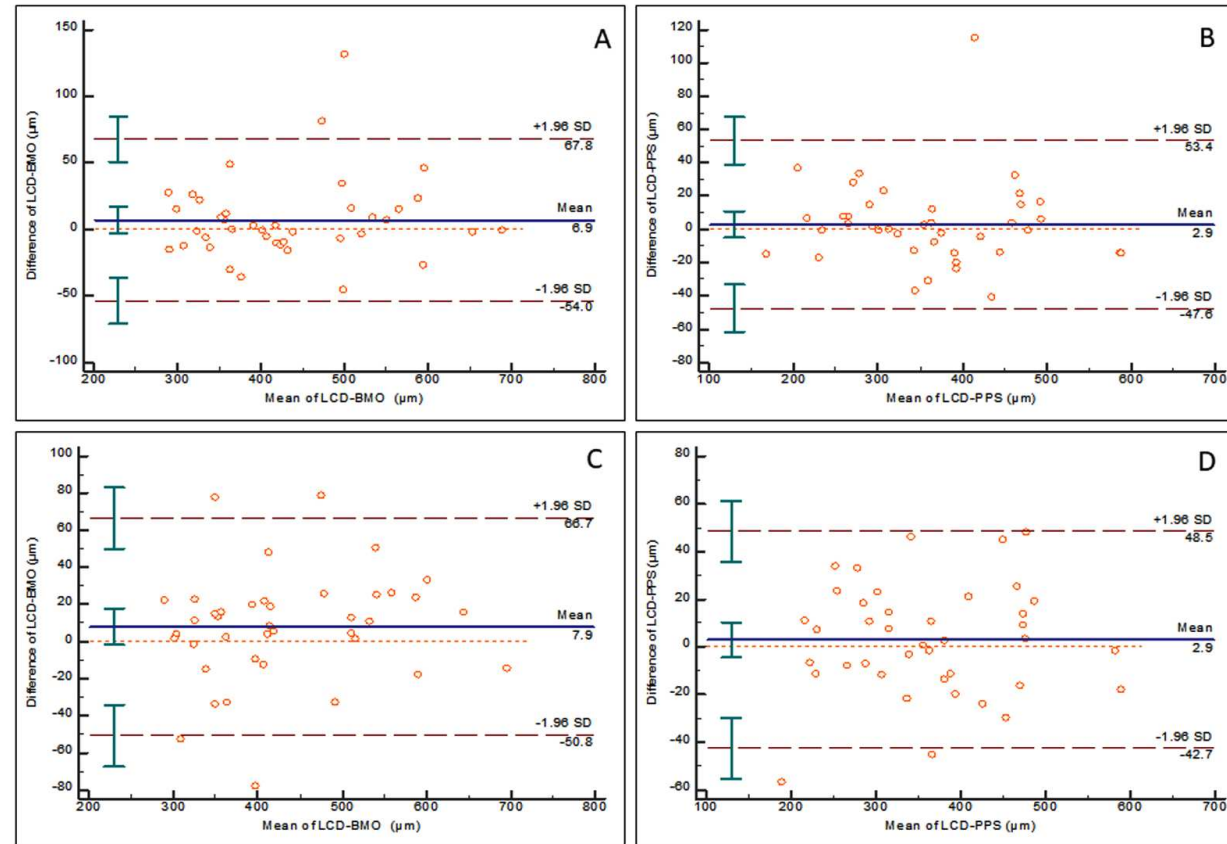 A
Difference of LCD-BMO (µm)
150
100
50
0
-50
-100
+1.96 SD
67.8
Mean
6.9
-1.96 SD
-54.0
200 300 400 500 600 700 800
Mean of LCD-BMO (µm)
B
Difference of LCD-PPS (µm)
120
100
80
60
40
20
0
-20
-40
-60
-80
+1.96 SD
53.4
Mean
2.9
-1.96 SD
-47.6
100 200 300 400 500 600 700
Mean of LCD-PPS (µm)
C
Difference of LCD-BMO (µm)
100
80
60
40
20
0
-20
-40
-60
-80
+1.96 SD
66.7
Mean
7.9
-1.96 SD
-50.8
200 300 400 500 600 700 800
Mean of LCD-BMO (µm)
D
Difference of LCD-PPS (µm)
80
60
40
20
0
-20
-40
-60
+1.96 SD
48.5
Mean
2.9
-1.96 SD
-42.7
100 200 300 400 500 600 700
Mean of LCD-PPS (µm)